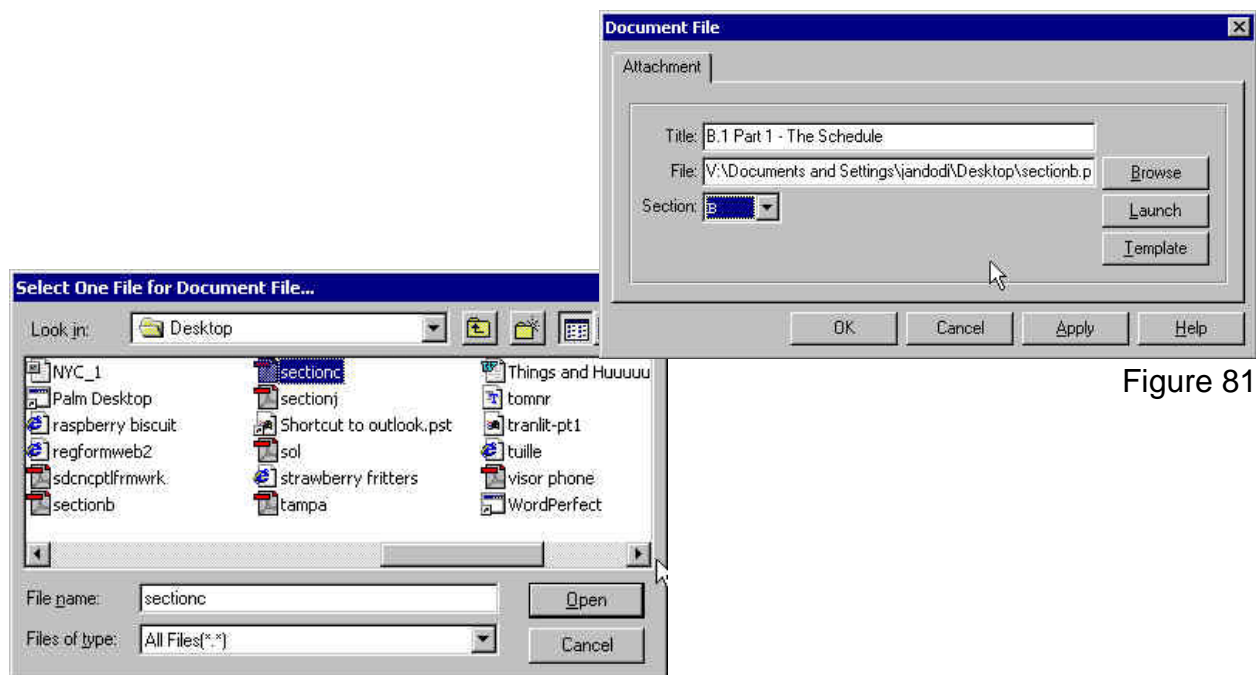 Document File
Attachment
Title: B.1 Part 1 - The Schedule
File: V:\Documents and Settings\jandodi\Desktop\sectionb.p
Browse
Section: B
Launch
Template
OK Cancel Apply Help
Figure 81
Select One File for Document File...
Look in: Desktop
NYC_1 sectionc Things and Huuuuu
Palm Desktop sectionj tomnr
raspberry biscuit Shortcut to outlook.pst tranlit-pt1
regformweb2 sol tuille
sdcncptlfrmwrk strawberry fritters visor phone
sectionb tampa WordPerfect
File name: sectionc Open
Files of type: All Files(*.*) Cancel